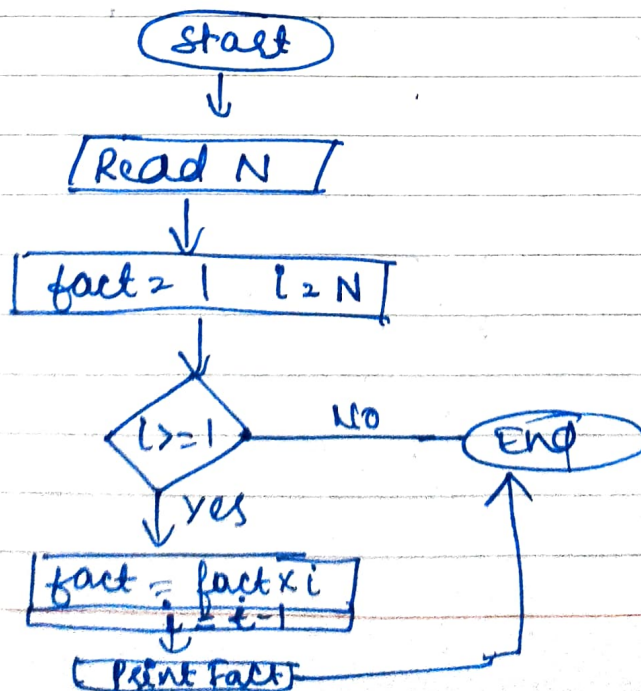 Start
Read N
fact = 1 i = N
i>=1
No
End
Yes
fact = fact x i
i = i-1
Print Fact